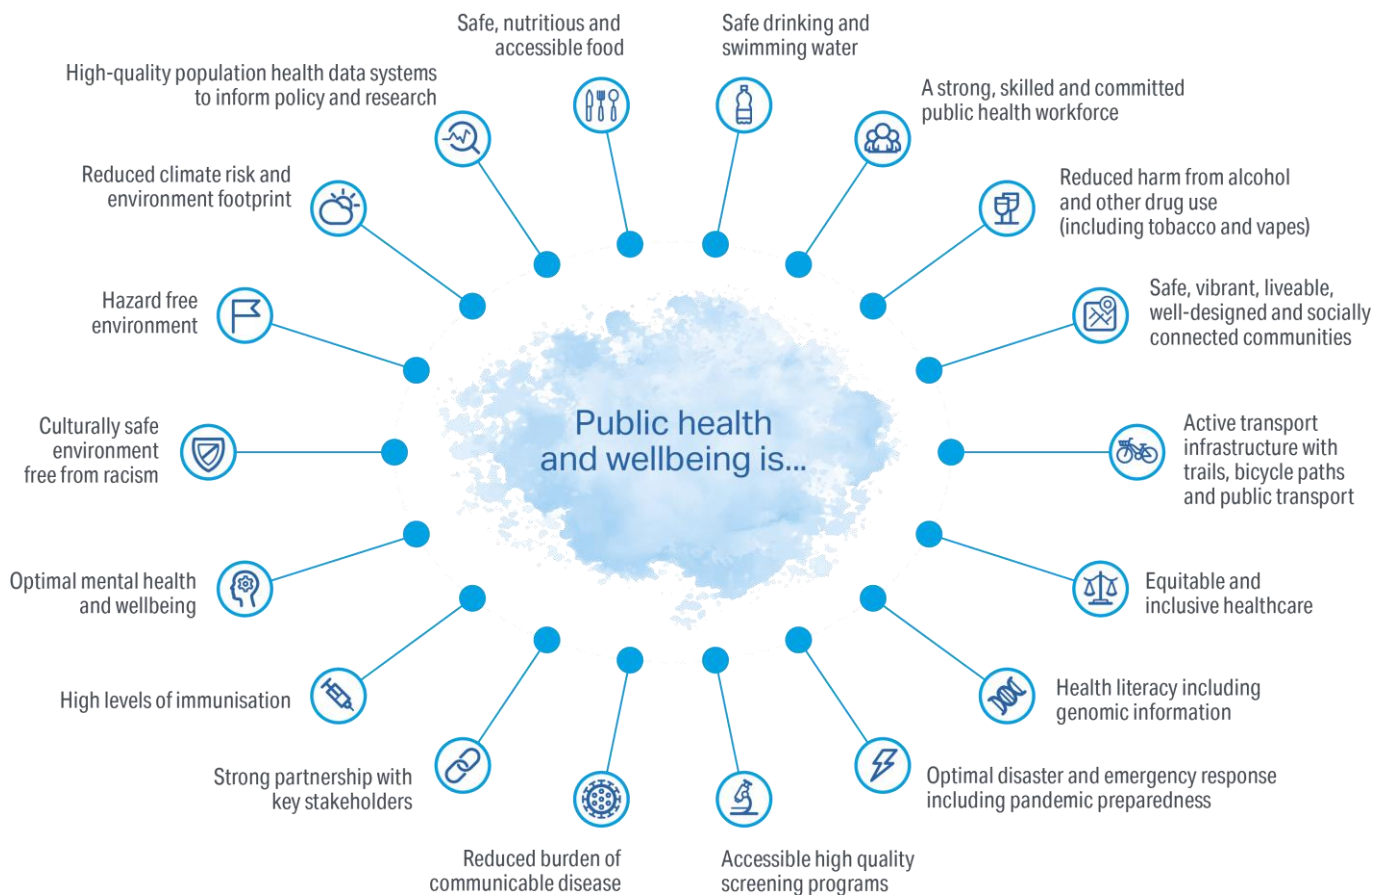 Safe, nutritious and
accessible food
Safe drinking and
swimming water
High-quality population health data systems
to inform policy and research
A strong, skilled and committed
public health workforce
Reduced climate risk and
environment footprint
Reduced harm from alcohol
and other drug use
(including tobacco and vapes)
Hazard free
environment
Safe, vibrant, liveable,
well-designed and socially
connected communities
Public health
and wellbeing is...
Culturally safe
environment
free from racism
Active transport
infrastructure with
trails, bicycle paths
and public transport
Optimal mental health
and wellbeing
Equitable and
inclusive healthcare
High levels of immunisation
Health literacy including
genomic information
Strong partnership with
key stakeholders
Optimal disaster and emergency response
including pandemic preparedness
Reduced burden of
communicable disease
Accessible high quality
screening programs